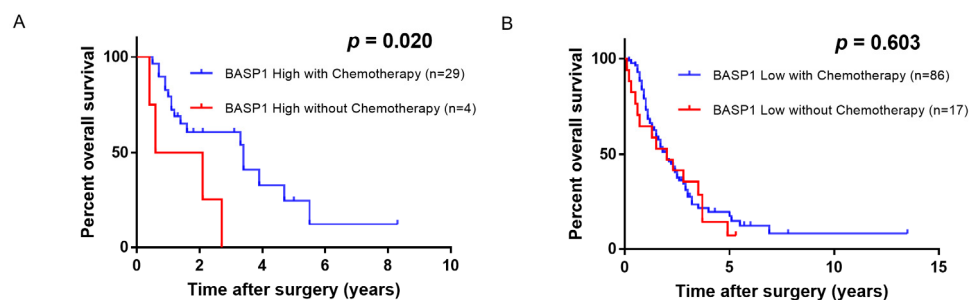 A
p = 0.020
BASP1 High with Chemotherapy (n=29)
BASP1 High without Chemotherapy (n=4)
Percent overall survival
100
50
0
0 2 4 6 8 10
Time after surgery (years)
B
p = 0.603
BASP1 Low with Chemotherapy (n=86)
BASP1 Low without Chemotherapy (n=17)
Percent overall survival
100
50
0
0 5 10 15
Time after surgery (years)